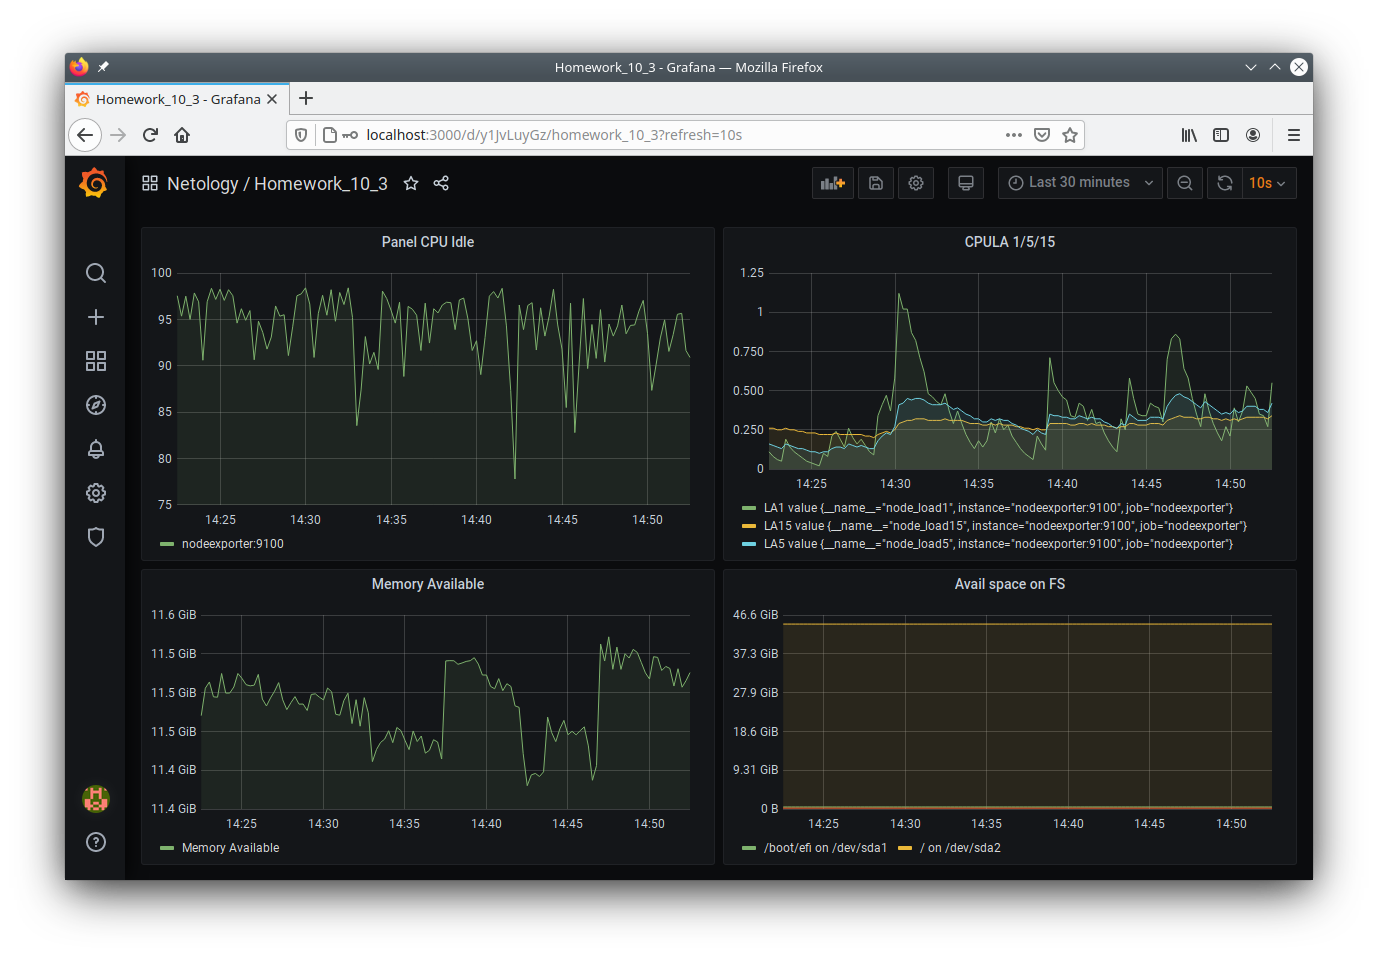 Homework_10_3 - Grafana — Mozilla Firefox
Homework_10_3 - Grafana
localhost:3000/d/y1JvLuyGz/homework_10_3?refresh=10s
Netology / Homework_10_3
Last 30 minutes
10s
Panel CPU Idle
100
95
90
85
80
75
14:25 14:30 14:35 14:40 14:45 14:50
nodeexporter:9100
CPULA 1/5/15
1.25
1
0.750
0.500
0.250
0
14:25 14:30 14:35 14:40 14:45 14:50
LA1 value {__name__="node_load1", instance="nodeexporter:9100", job="nodeexporter"}
LA15 value {__name__="node_load15", instance="nodeexporter:9100", job="nodeexporter"}
LA5 value {__name__="node_load5", instance="nodeexporter:9100", job="nodeexporter"}
Memory Available
11.6 GiB
11.5 GiB
11.5 GiB
11.5 GiB
11.4 GiB
11.4 GiB
14:25 14:30 14:35 14:40 14:45 14:50
Memory Available
Avail space on FS
46.6 GiB
37.3 GiB
27.9 GiB
18.6 GiB
9.31 GiB
0 B
14:25 14:30 14:35 14:40 14:45 14:50
/boot/efi on /dev/sda1 / on /dev/sda2